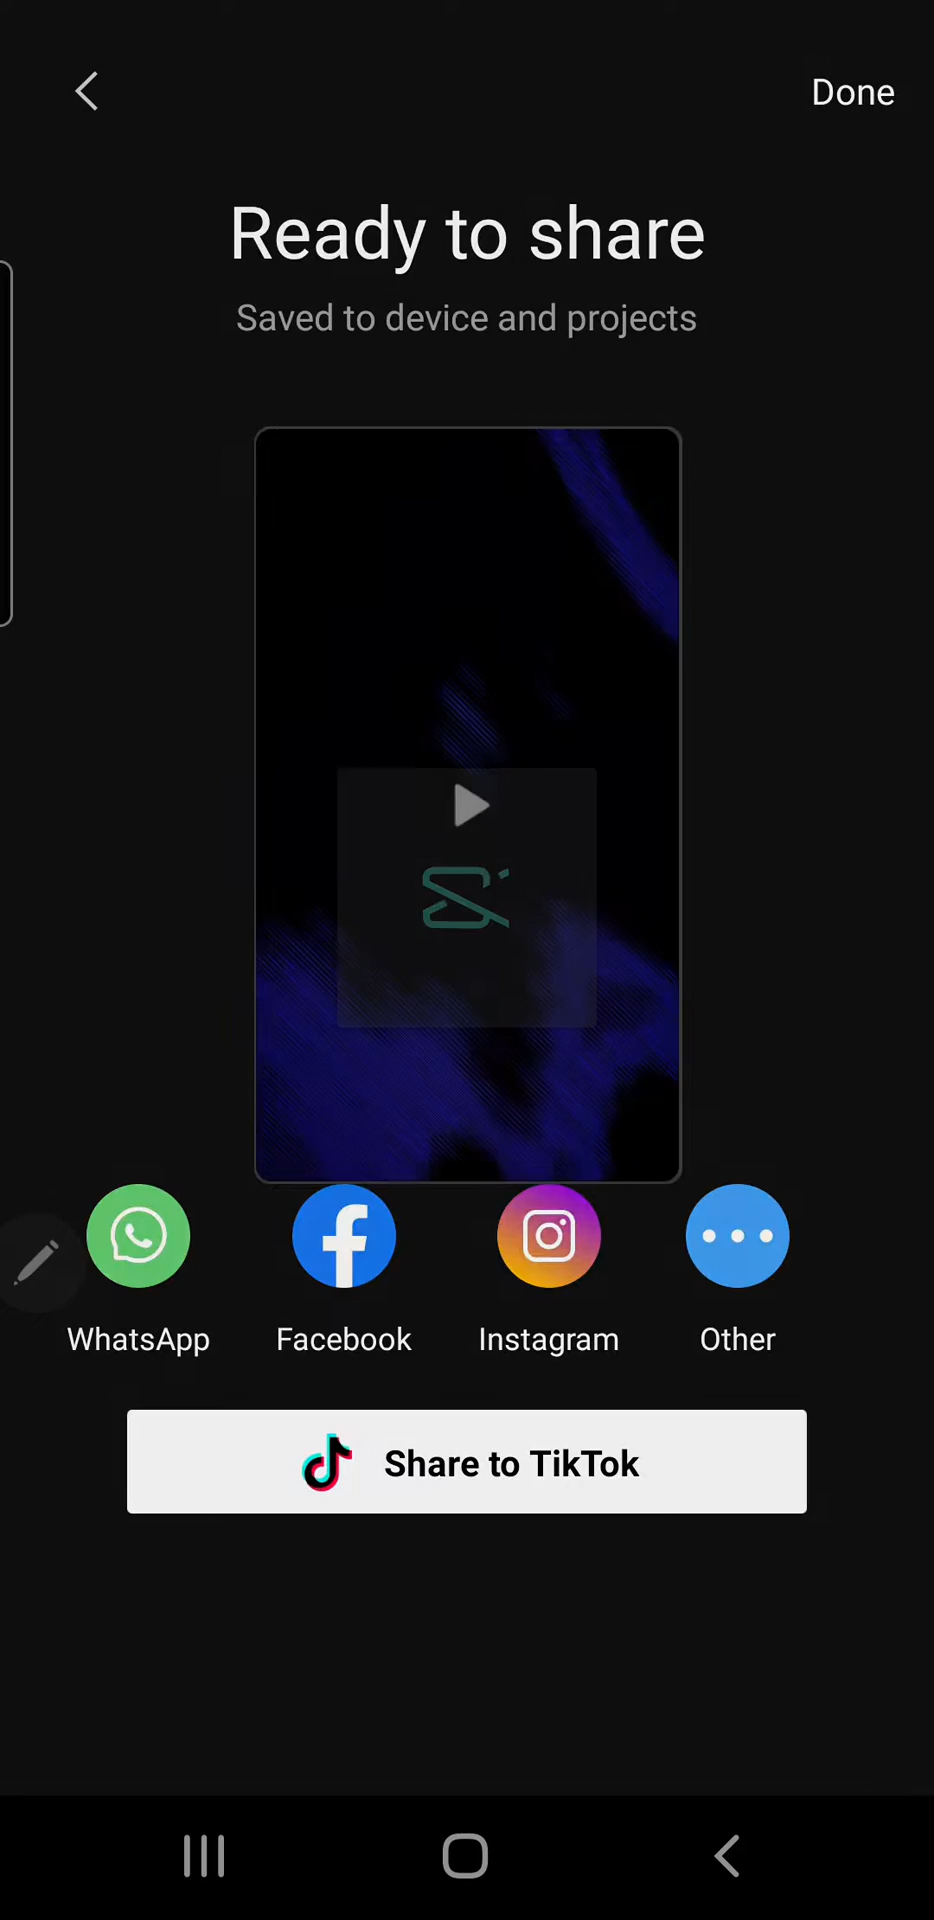 Done
Ready to share
Saved to device and projects
WhatsApp
Facebook
Instagram
Other
Share to TikTok